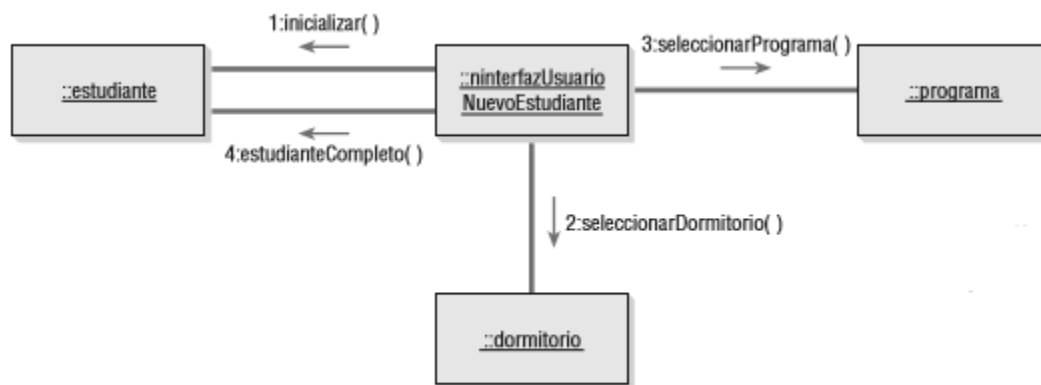 1:inicializar( )
3:seleccionarPrograma( )
::estudiante
::ninterfazUsuario
NuevoEstudiante
::programa
4:estudianteCompleto( )
2:seleccionarDormitorio( )
::dormitorio